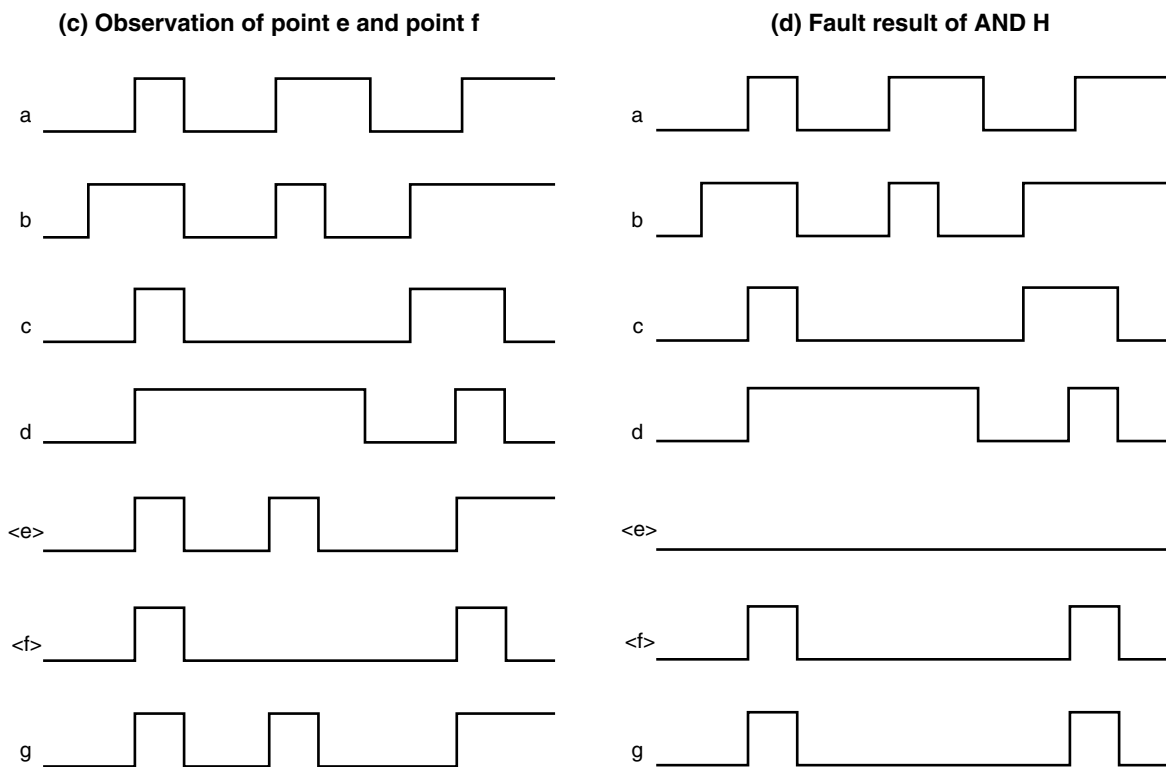 (c) Observation of point e and point f
a
b
c
d
<e>
<f>
g
(d) Fault result of AND H
a
b
c
d
<e>
<f>
g